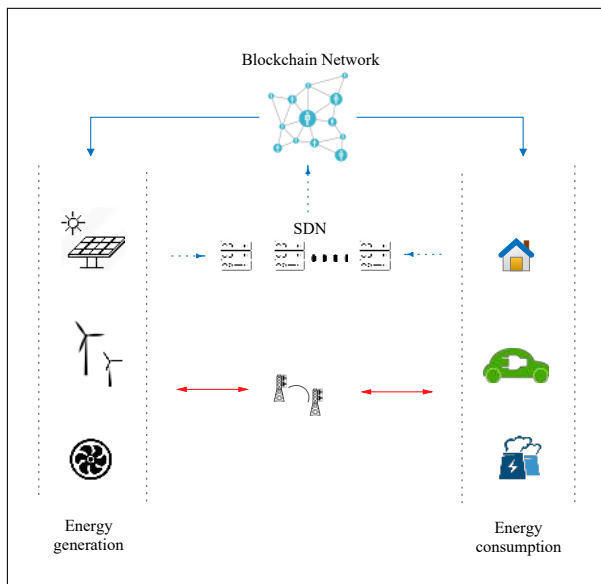 Blockchain Network
SDN
Energy
generation
Energy
consumption